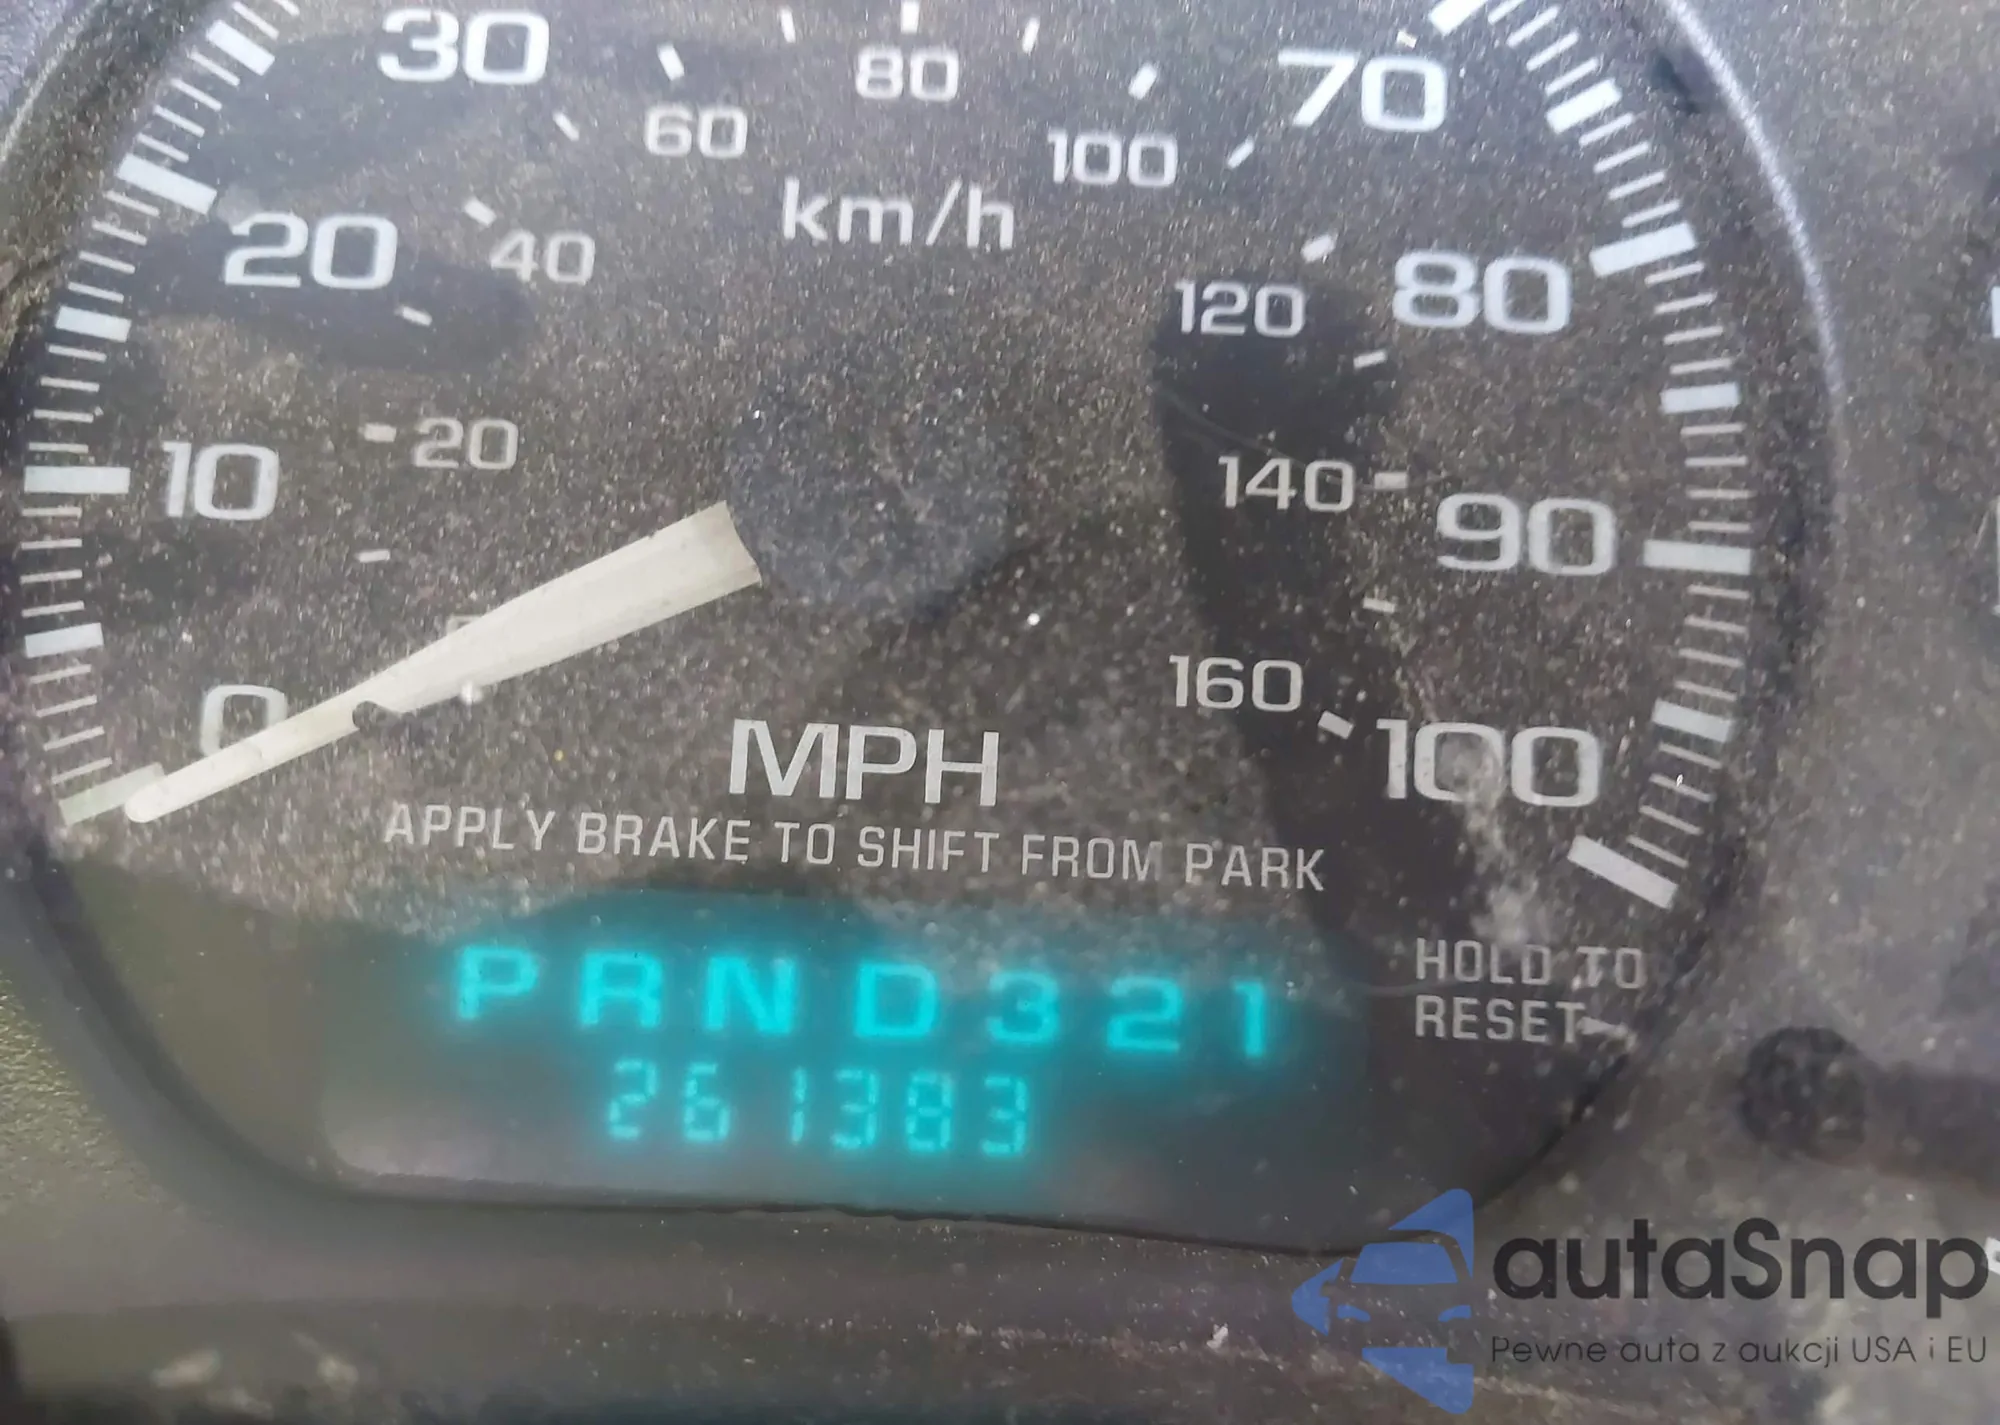 30
80
70
60
100
km/h
20
40
120
80
10
20
140
90
0
160
100
MPH
APPLY BRAKE TO SHIFT FROM PARK
PRND321
HOLD TO
RESET
261383
autaSnap
Pewne auta z aukcji USA i EU